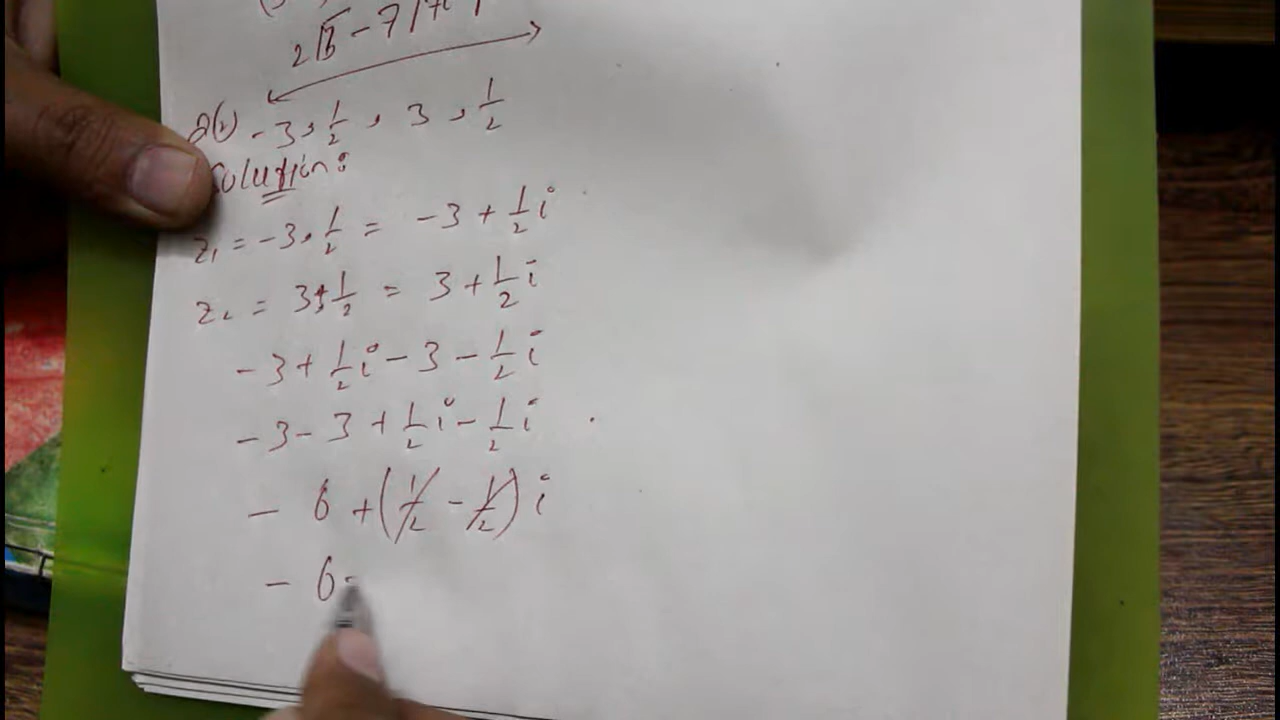 2√6 - 7
-3, 1/2, 3, 1/2
Solution:
z₁ = -3, 1/2 = -3 + 1/2 i
z₂ = 3, 1/2 = 3 + 1/2 i
-3 + 1/2 i - 3 - 1/2 i
-3 - 3 + 1/2 i - 1/2 i
- 6 + (1/2 - 1/2) i
- 6